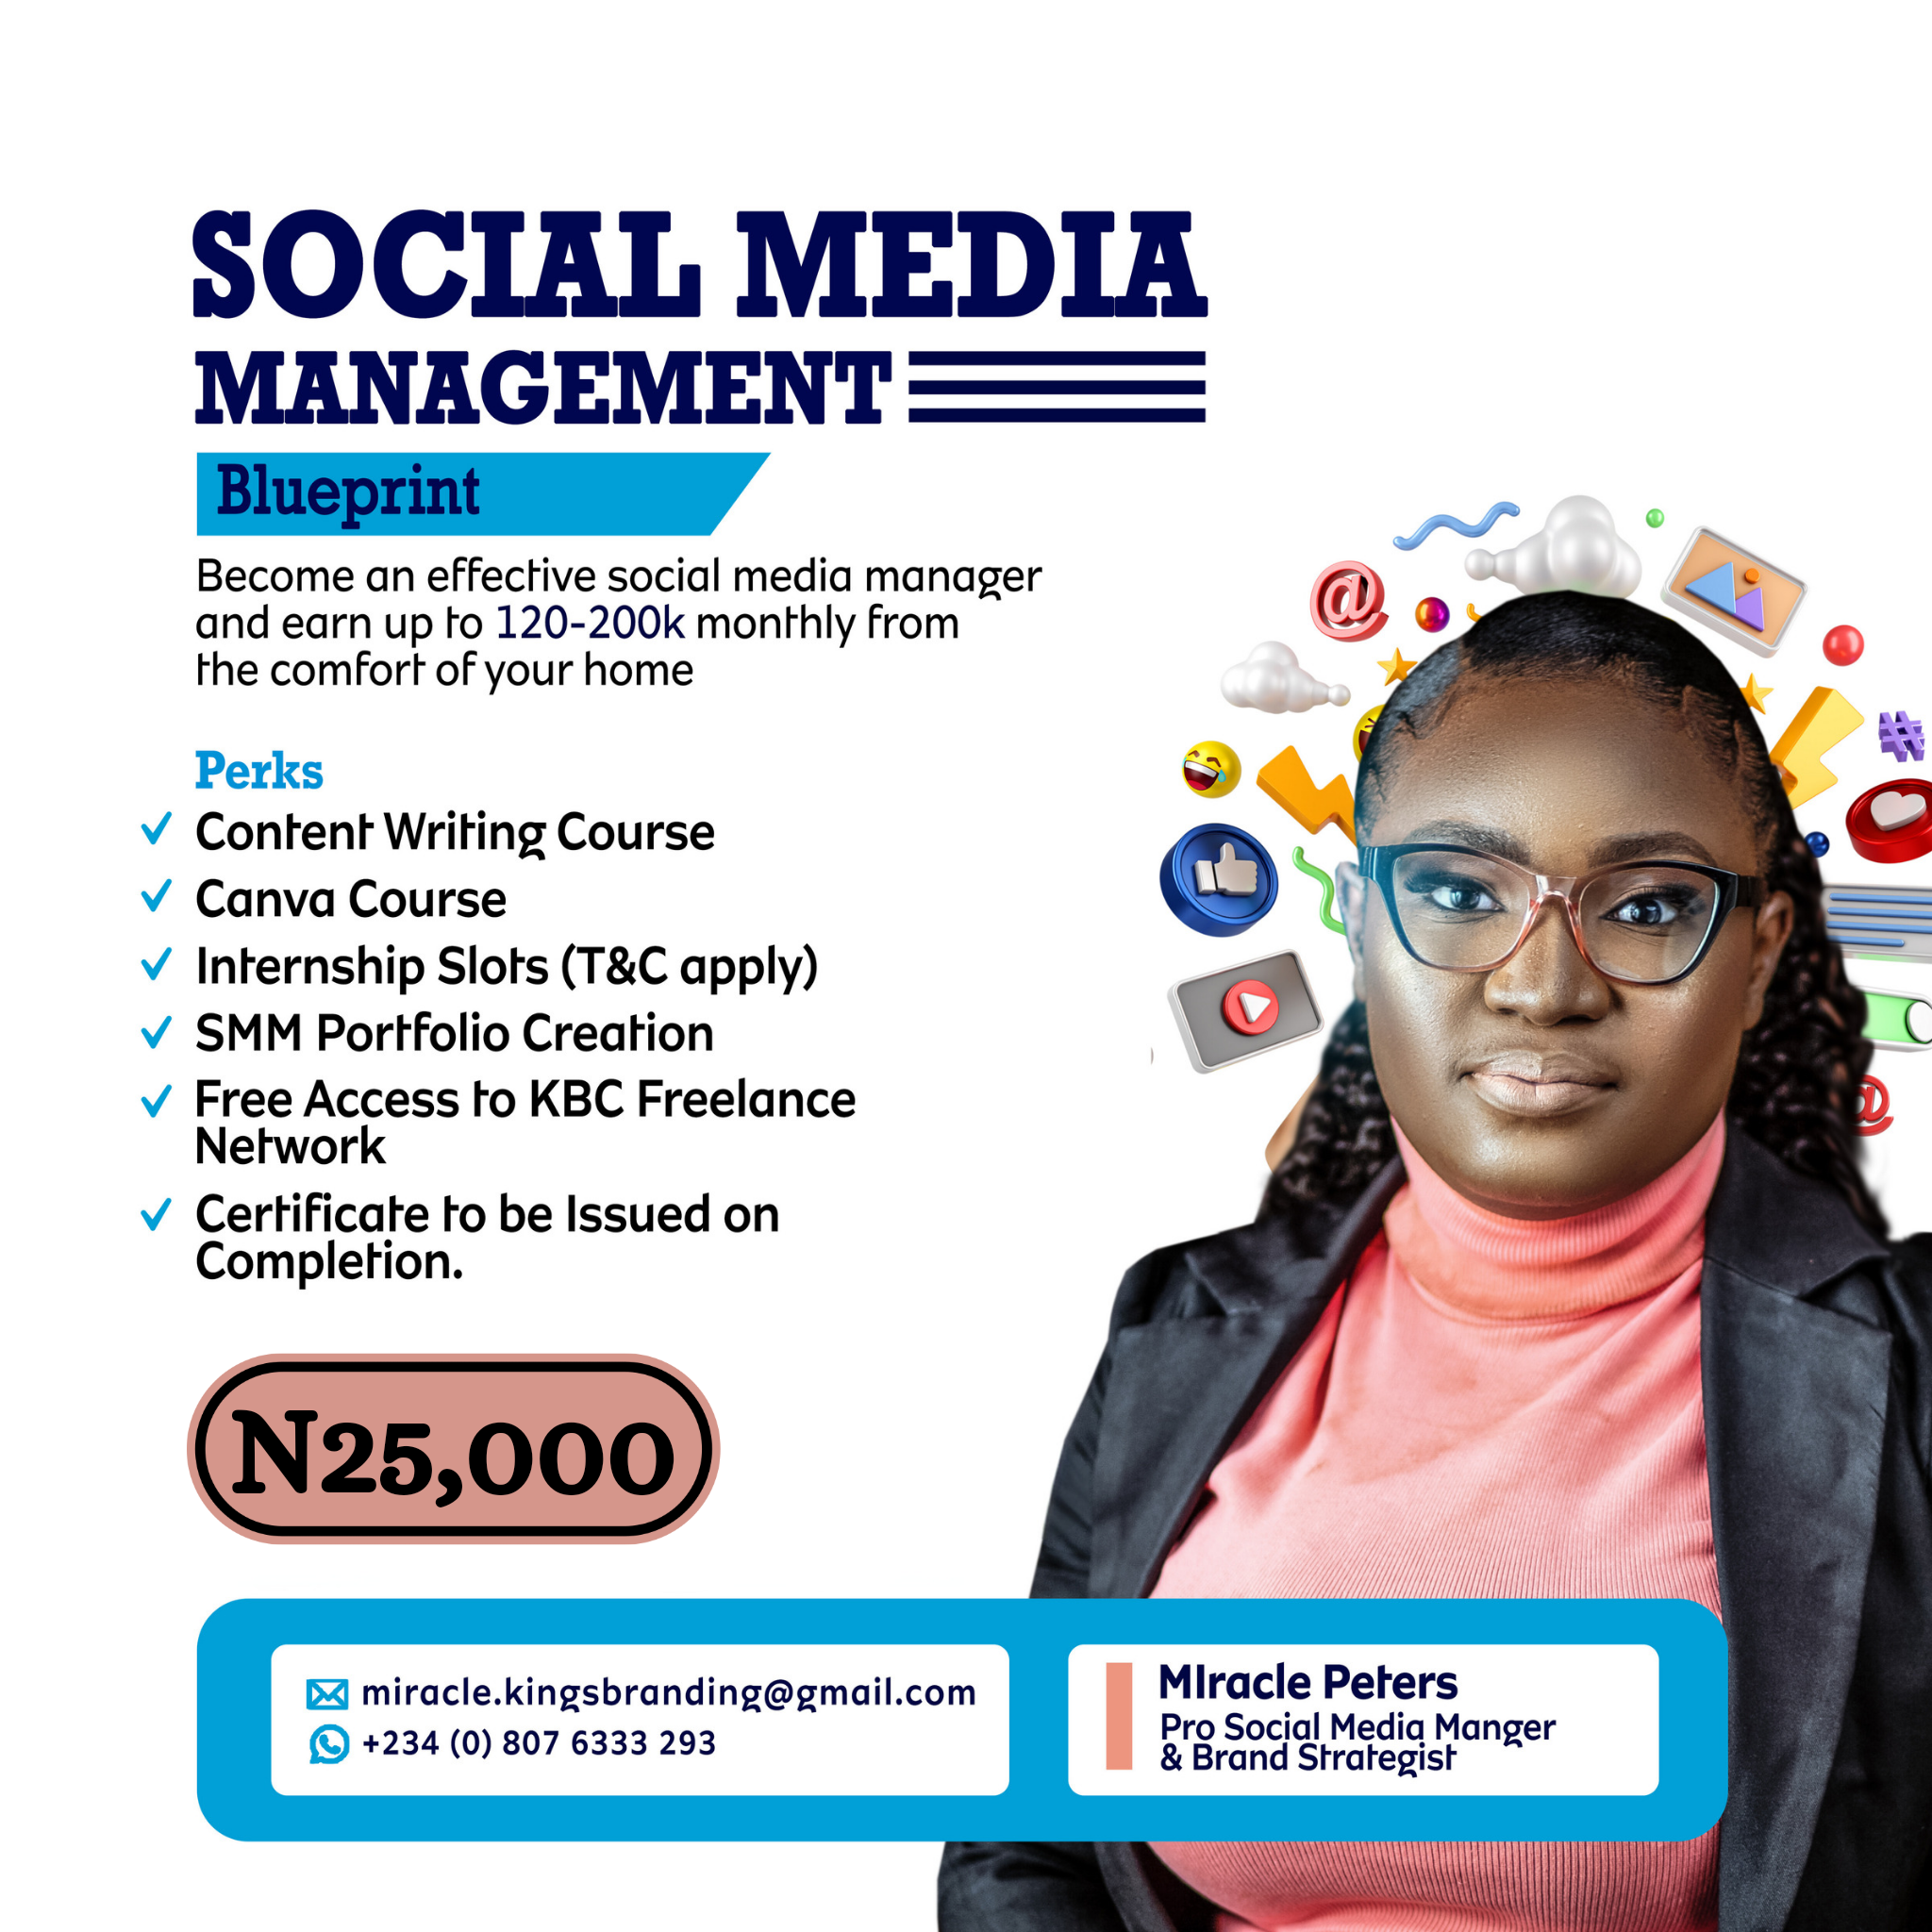 SOCIAL MEDIA
MANAGEMENT
Blueprint
Become an effective social media manager
and earn up to 120-200k monthly from
the comfort of your home
Perks
Content Writing Course
Canva Course
Internship Slots (T&C apply)
SMM Portfolio Creation
Free Access to KBC Freelance
Network
Certificate to be Issued on
Completion.
N25,000
miracle.kingsbranding@gmail.com
+234 (0) 807 6333 293
MIracle Peters
Pro Social Media Manger
& Brand Strategist